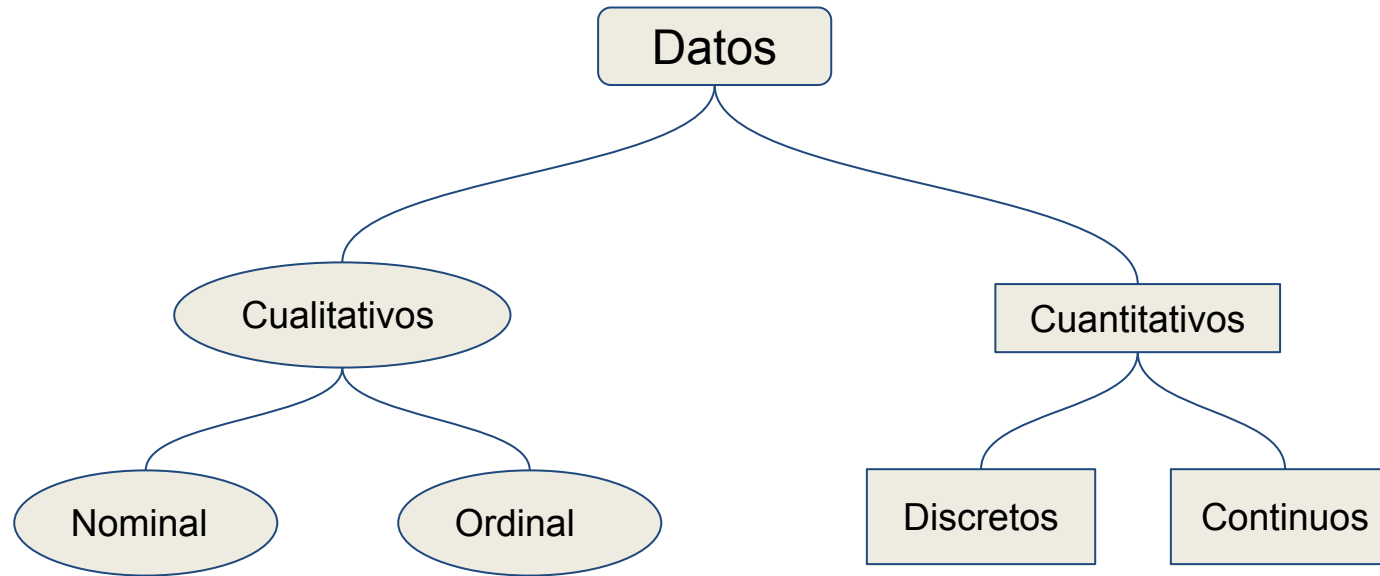 Datos
Cualitativos
Cuantitativos
Nominal
Ordinal
Discretos
Continuos